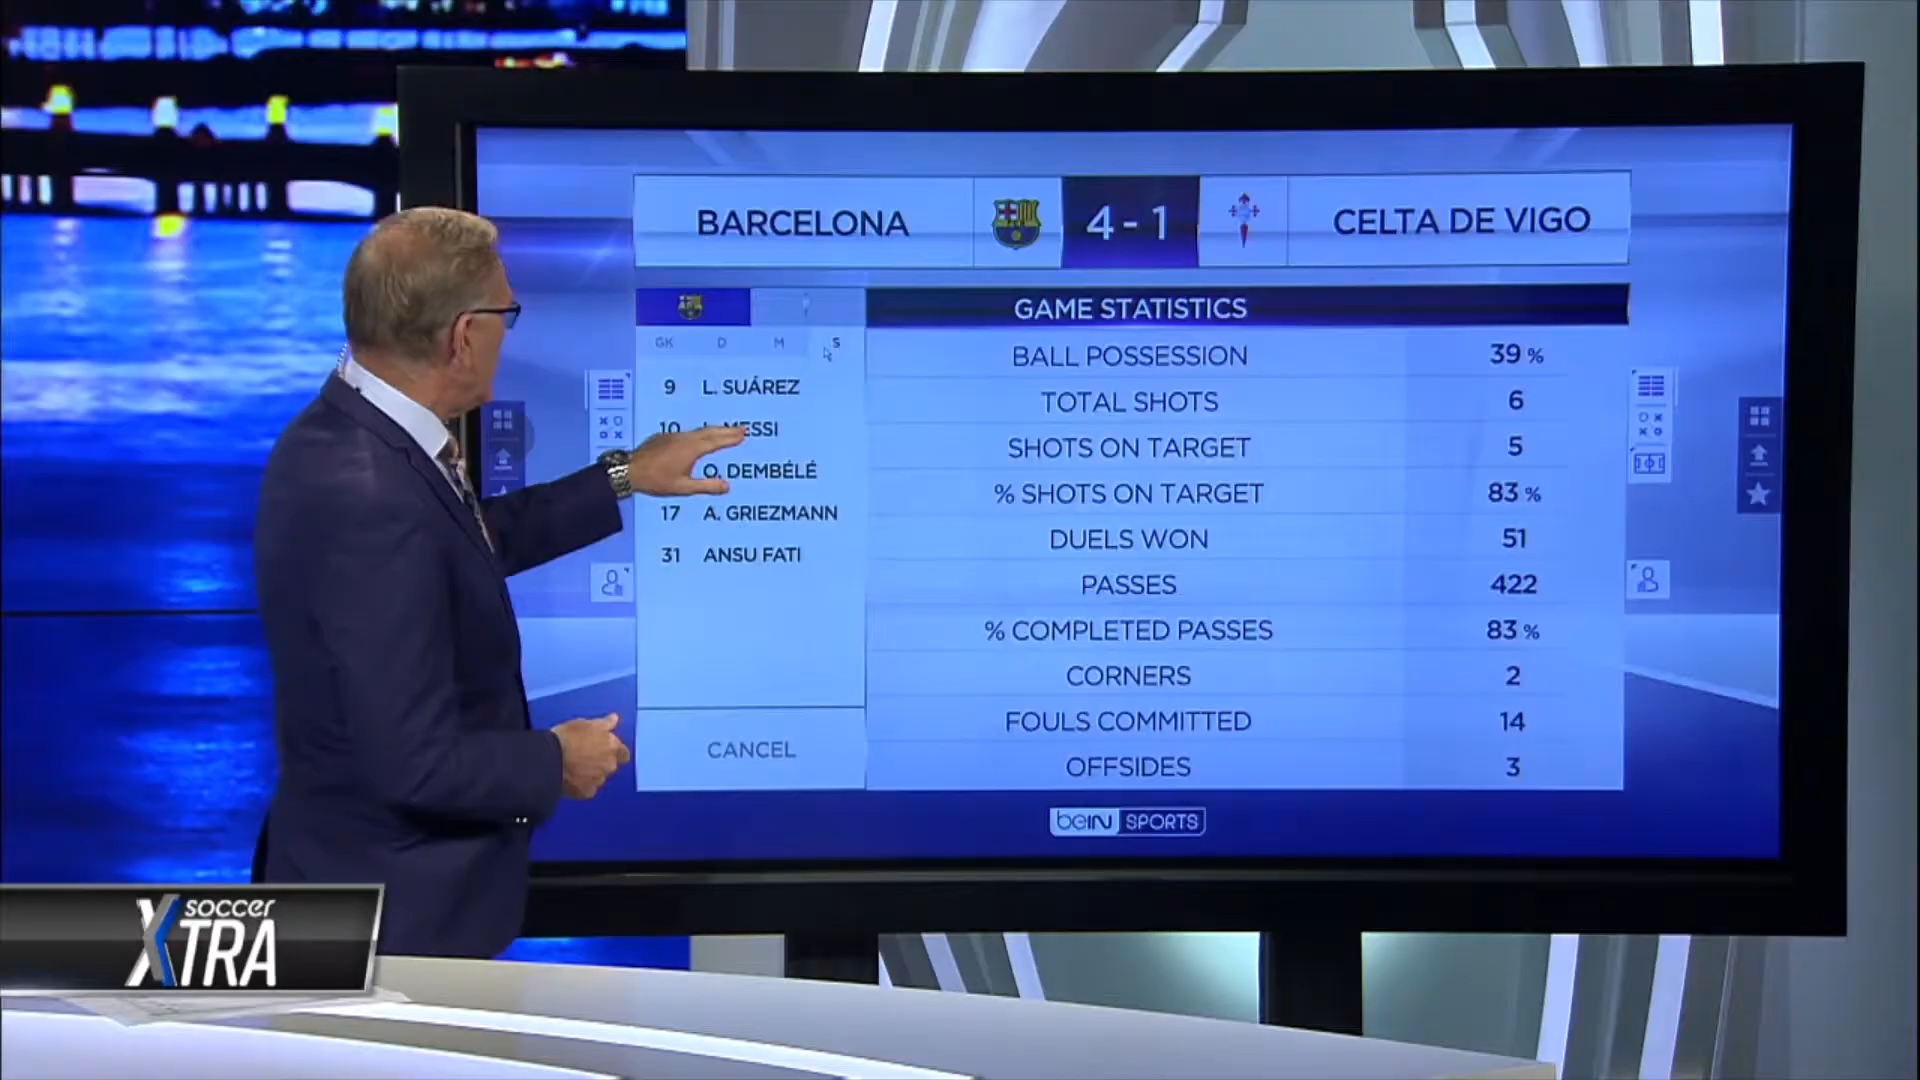 BARCELONA 4 - 1 CELTA DE VIGO
GAME STATISTICS
GK D M S
9 L. SUÁREZ
10 L. MESSI
O. DEMBÉLÉ
17 A. GRIEZMANN
31 ANSU FATI
CANCEL
BALL POSSESSION 39 %
TOTAL SHOTS 6
SHOTS ON TARGET 5
% SHOTS ON TARGET 83 %
DUELS WON 51
PASSES 422
% COMPLETED PASSES 83 %
CORNERS 2
FOULS COMMITTED 14
OFFSIDES 3
beIN SPORTS
soccer
XTRA